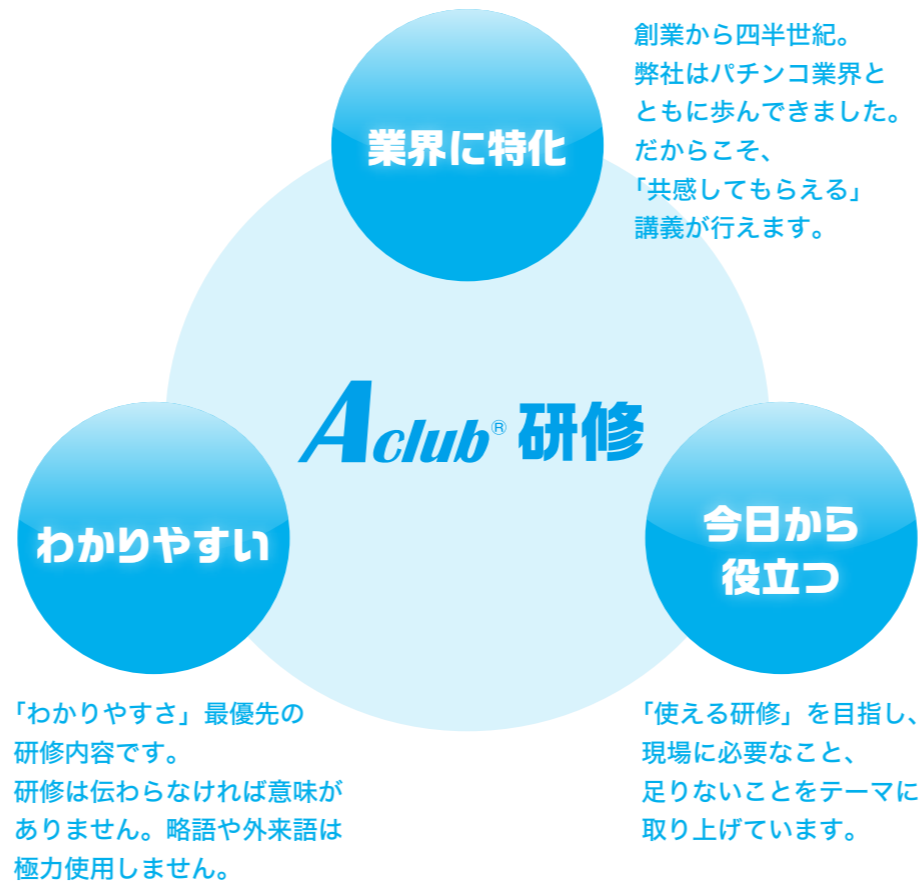 業界に特化
創業から四半世紀。
弊社はパチンコ業界と
ともに歩んできました。
だからこそ、
「共感してもらえる」
講義が行えます。
Aclub® 研修
わかりやすい
「わかりやすさ」最優先の
研修内容です。
研修は伝わらなければ意味が
ありません。略語や外来語は
極力使用しません。
今日から
役立つ
「使える研修」を目指し、
現場に必要なこと、
足りないことをテーマに
取り上げています。